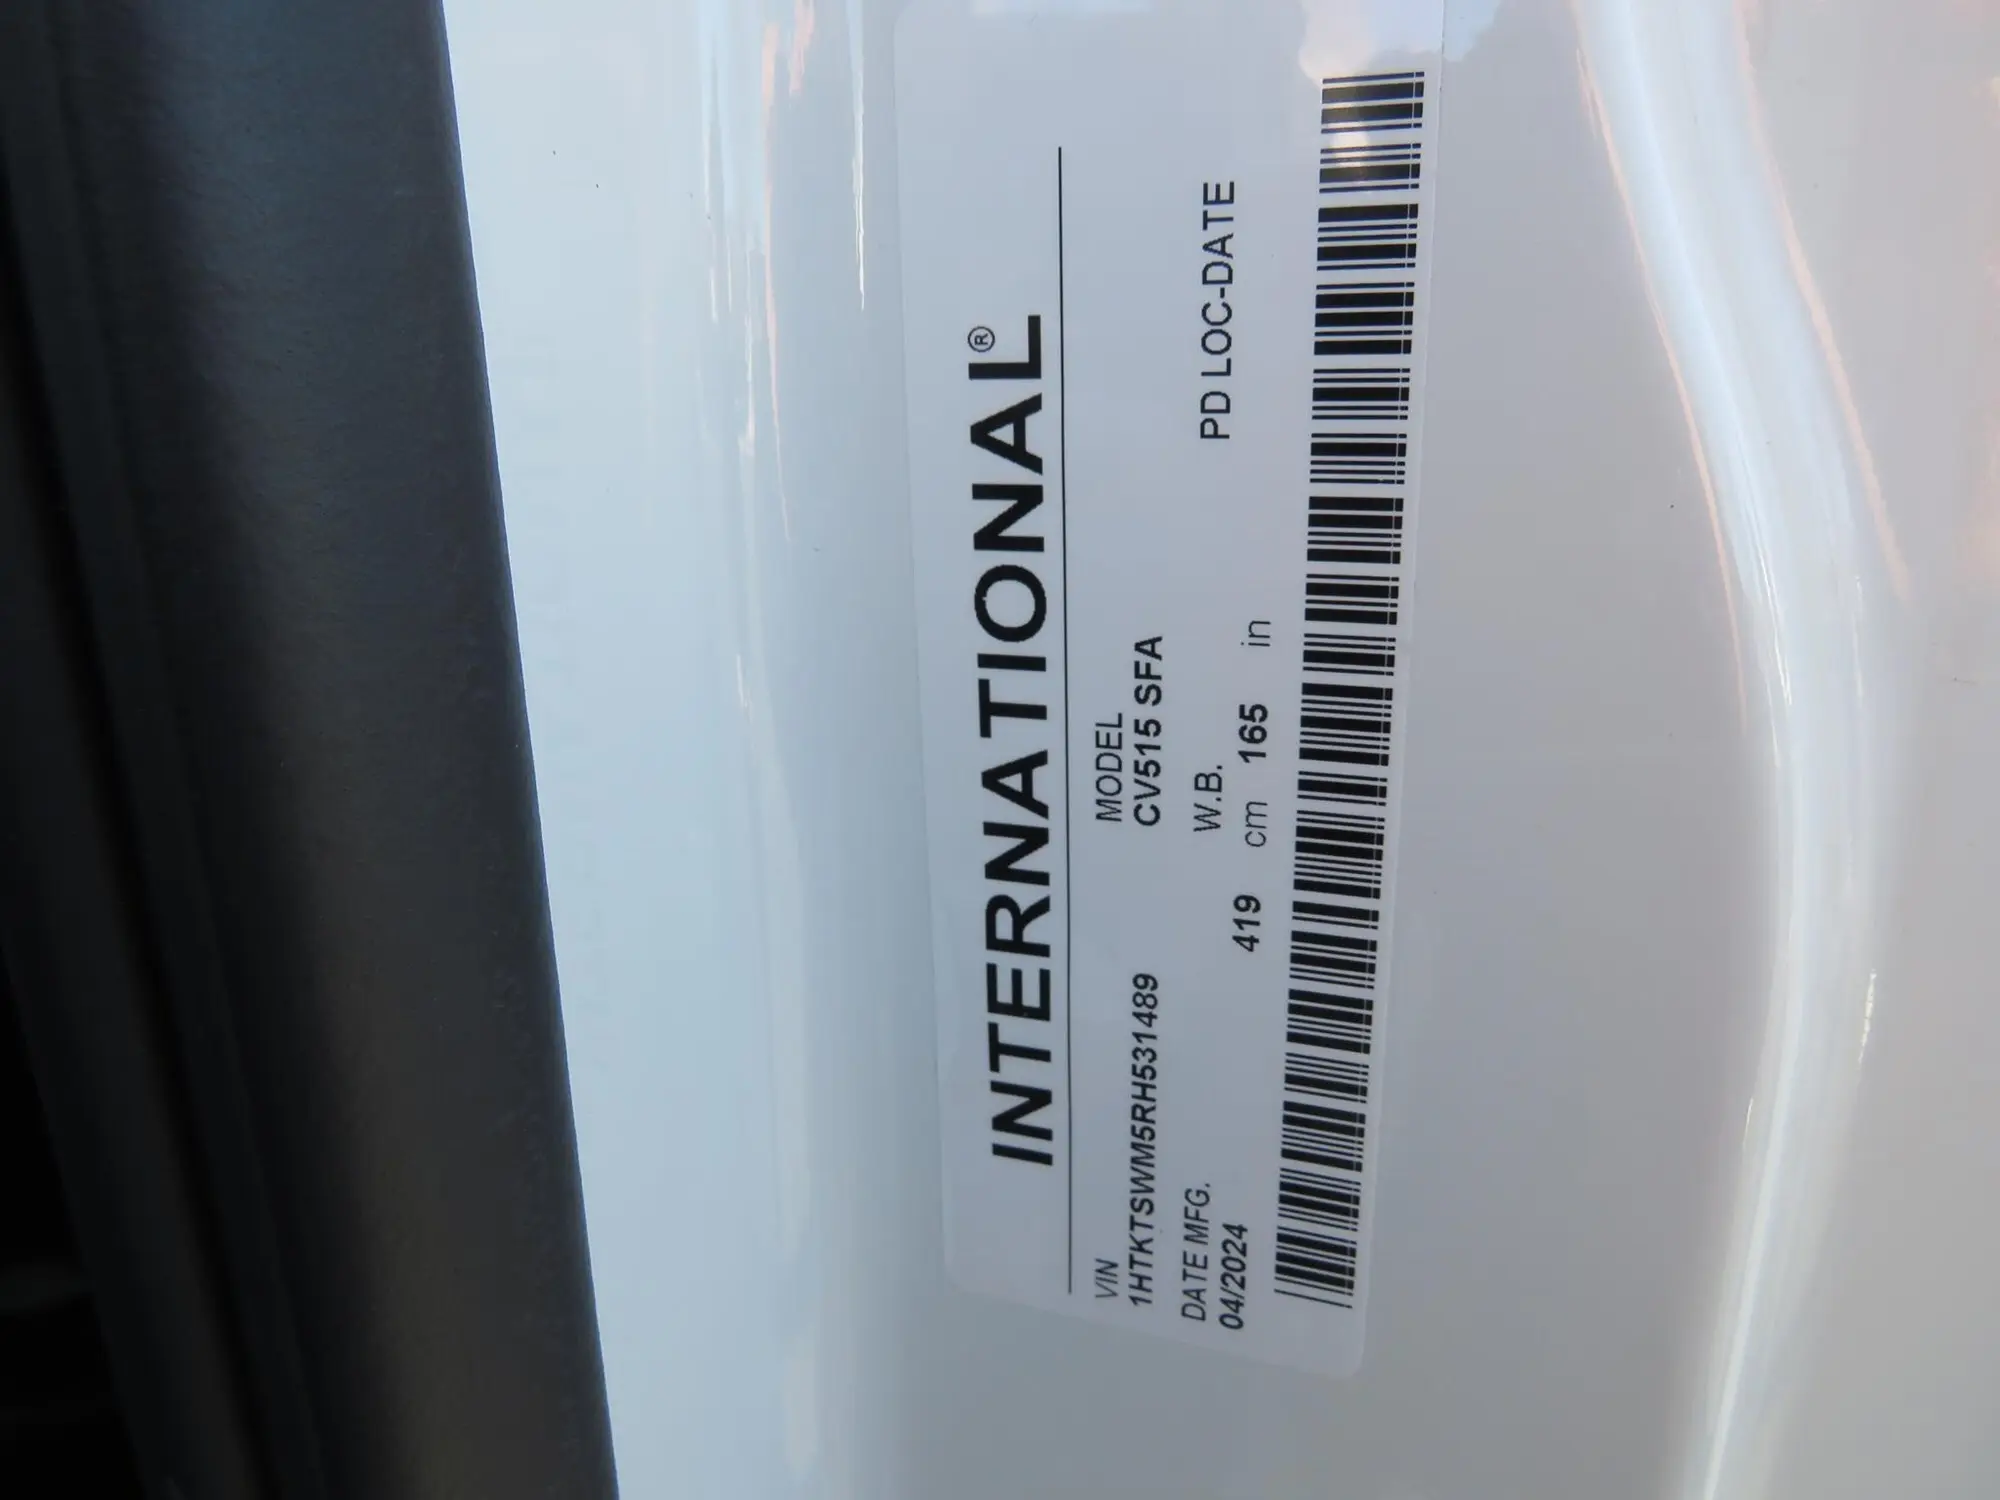 INTERNATIONAL®
VIN
1HTKTSWM5RH531489
MODEL
CV515 SFA
DATE MFG.
04/2024
W.B.
419 cm 165 in
PD LOC-DATE